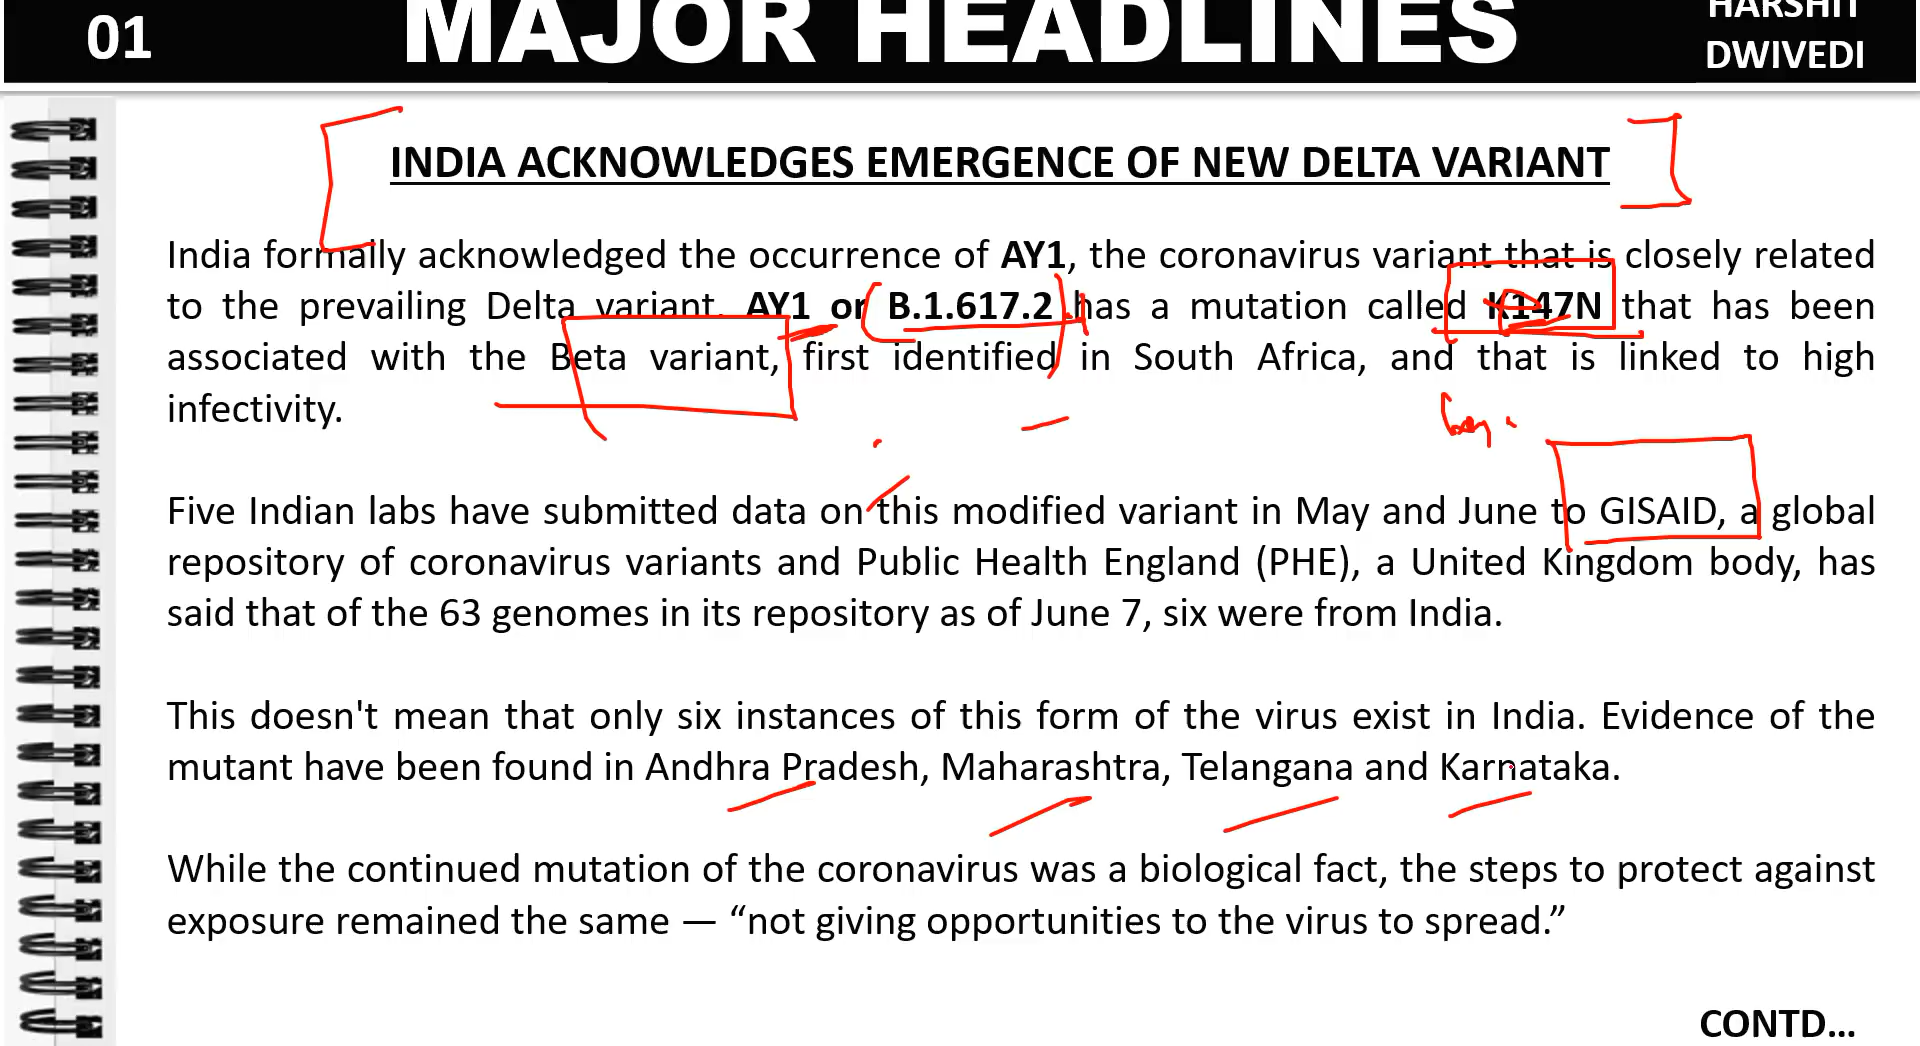 01
MAJOR HEADLINES
HARSHIT
DWIVEDI
INDIA ACKNOWLEDGES EMERGENCE OF NEW DELTA VARIANT
India formally acknowledged the occurrence of AY1, the coronavirus variant that is closely related
to the prevailing Delta variant. AY1 or B.1.617.2 has a mutation called K147N that has been
associated with the Beta variant, first identified in South Africa, and that is linked to high
infectivity.
Five Indian labs have submitted data on this modified variant in May and June to GISAID, a global
repository of coronavirus variants and Public Health England (PHE), a United Kingdom body, has
said that of the 63 genomes in its repository as of June 7, six were from India.
This doesn't mean that only six instances of this form of the virus exist in India. Evidence of the
mutant have been found in Andhra Pradesh, Maharashtra, Telangana and Karnataka.
While the continued mutation of the coronavirus was a biological fact, the steps to protect against
exposure remained the same — “not giving opportunities to the virus to spread.”
CONTD...